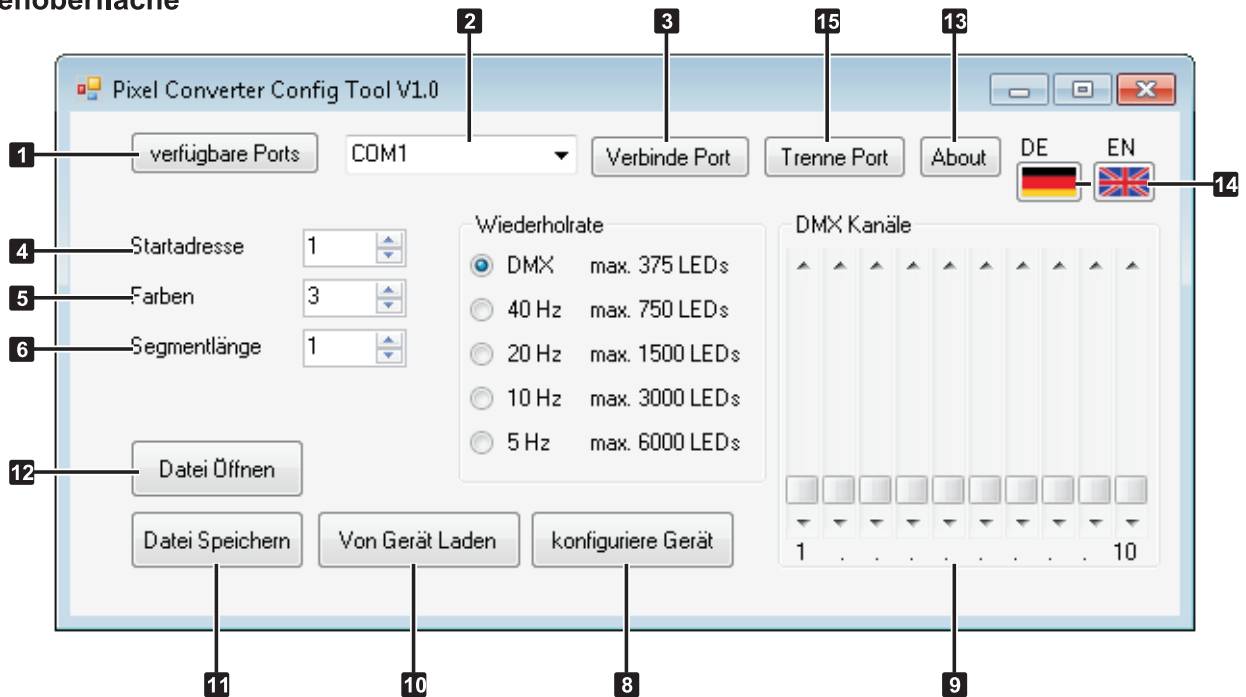 2 3 15 13
Pixel Converter Config Tool V1.0
1 verfügbare Ports COM1 Verbinde Port Trenne Port About DE EN
14
Wiederholrate DMX Kanäle
4 Startadresse 1
DMX max. 375 LEDs
5 Farben 3
40 Hz max. 750 LEDs
6 Segmentlänge 1
20 Hz max. 1500 LEDs
10 Hz max. 3000 LEDs
5 Hz max. 6000 LEDs
12 Datei Öffnen
Datei Speichern Von Gerät Laden konfiguriere Gerät
1 . . . . . . . . 10
11 10 8 9